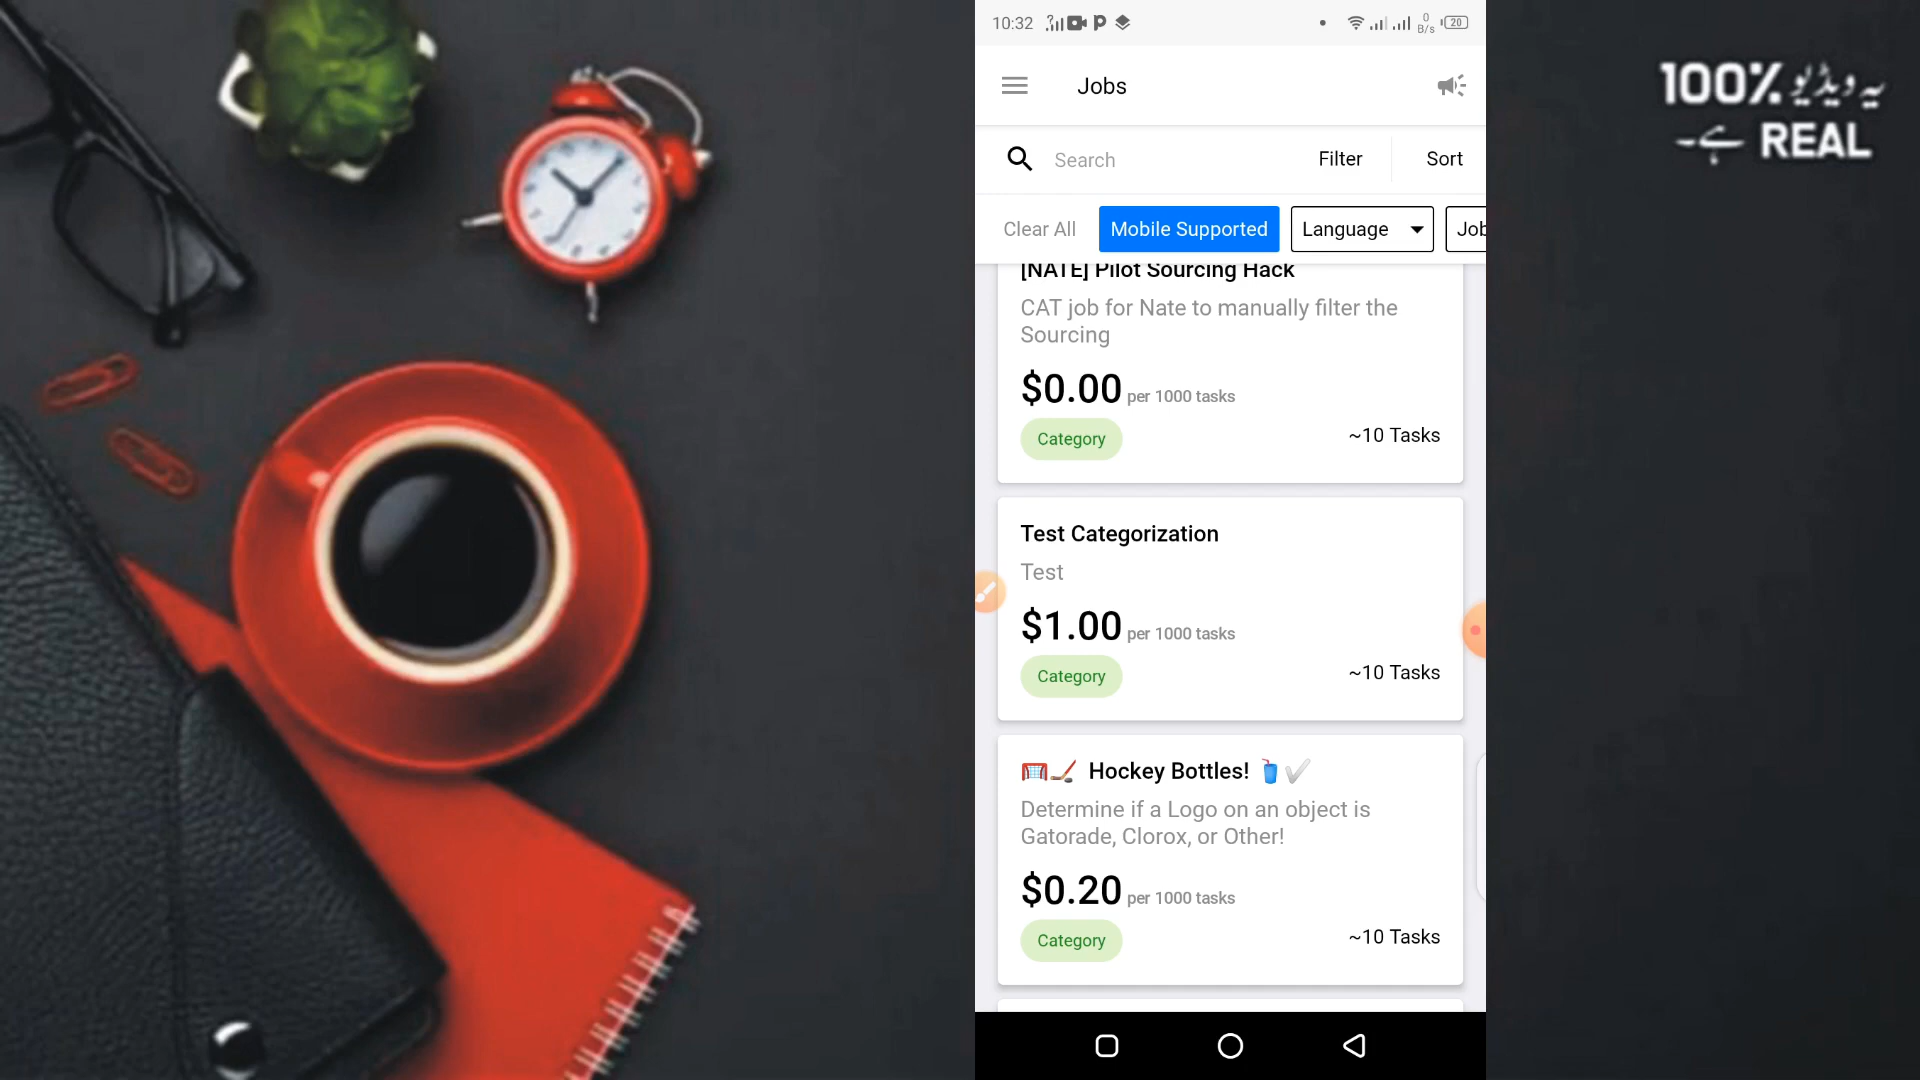 10:32
0 B/s 20
Jobs
Search Filter Sort
Clear All Mobile Supported Language Job
[NATE] Pilot Sourcing Hack
CAT job for Nate to manually filter the
Sourcing
$0.00 per 1000 tasks
Category ~10 Tasks
Test Categorization
Test
$1.00 per 1000 tasks
Category ~10 Tasks
Hockey Bottles!
Determine if a Logo on an object is
Gatorade, Clorox, or Other!
$0.20 per 1000 tasks
Category ~10 Tasks
یہ ویڈیو 100%
REAL ہے۔